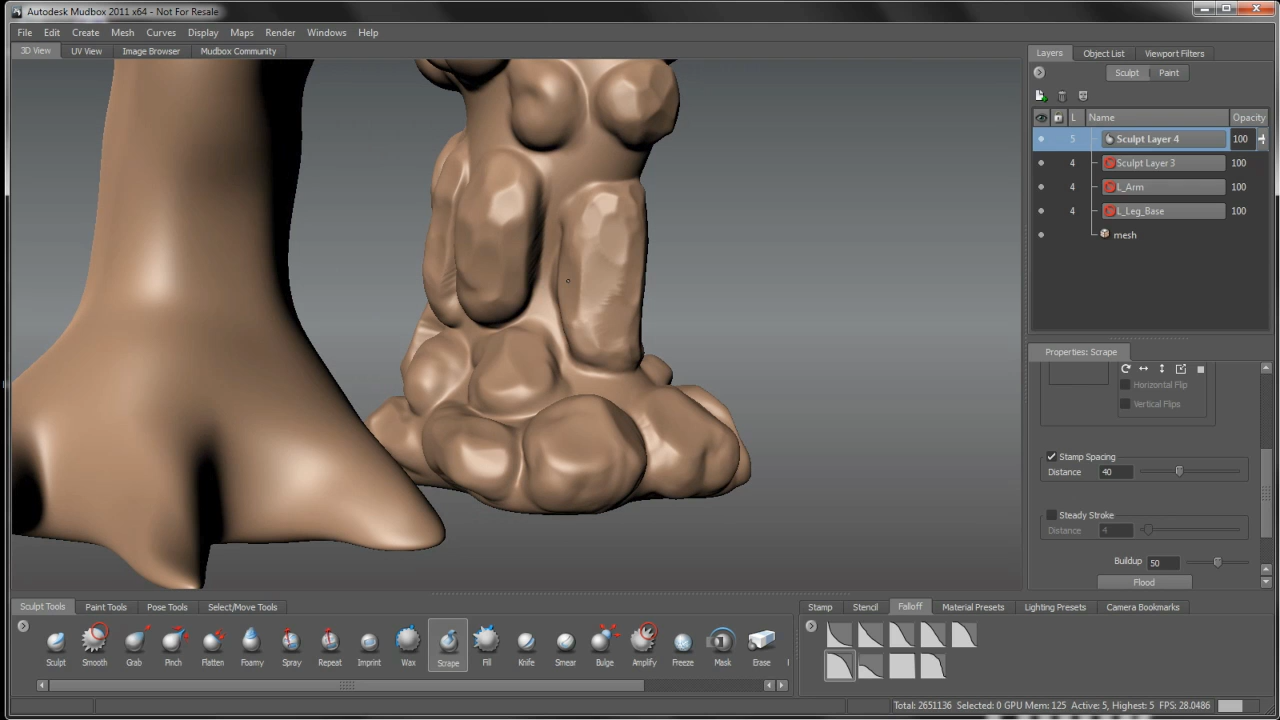 Autodesk Mudbox 2011 x64 - Not For Resale
File Edit Create Mesh Curves Display Maps Render Windows Help
3D View UV View Image Browser Mudbox Community
Layers Object List Viewport Filters
Sculpt Paint
L Name Opacity
5 Sculpt Layer 4 100
4 Sculpt Layer 3 100
4 L_Arm 100
4 L_Leg_Base 100
mesh
Properties: Scrape
Horizontal Flip
Vertical Flips
Stamp Spacing
Distance 40
Steady Stroke
Distance 4
Buildup 50
Flood
Sculpt Tools Paint Tools Pose Tools Select/Move Tools
Sculpt Smooth Grab Pinch Flatten Foamy Spray Repeat Imprint Wax Scrape Fill Knife Smear Bulge Amplify Freeze Mask Erase
Stamp Stencil Falloff Material Presets Lighting Presets Camera Bookmarks
Total: 2651136 Selected: 0 GPU Mem: 125 Active: 5, Highest: 5 FPS: 28.0486